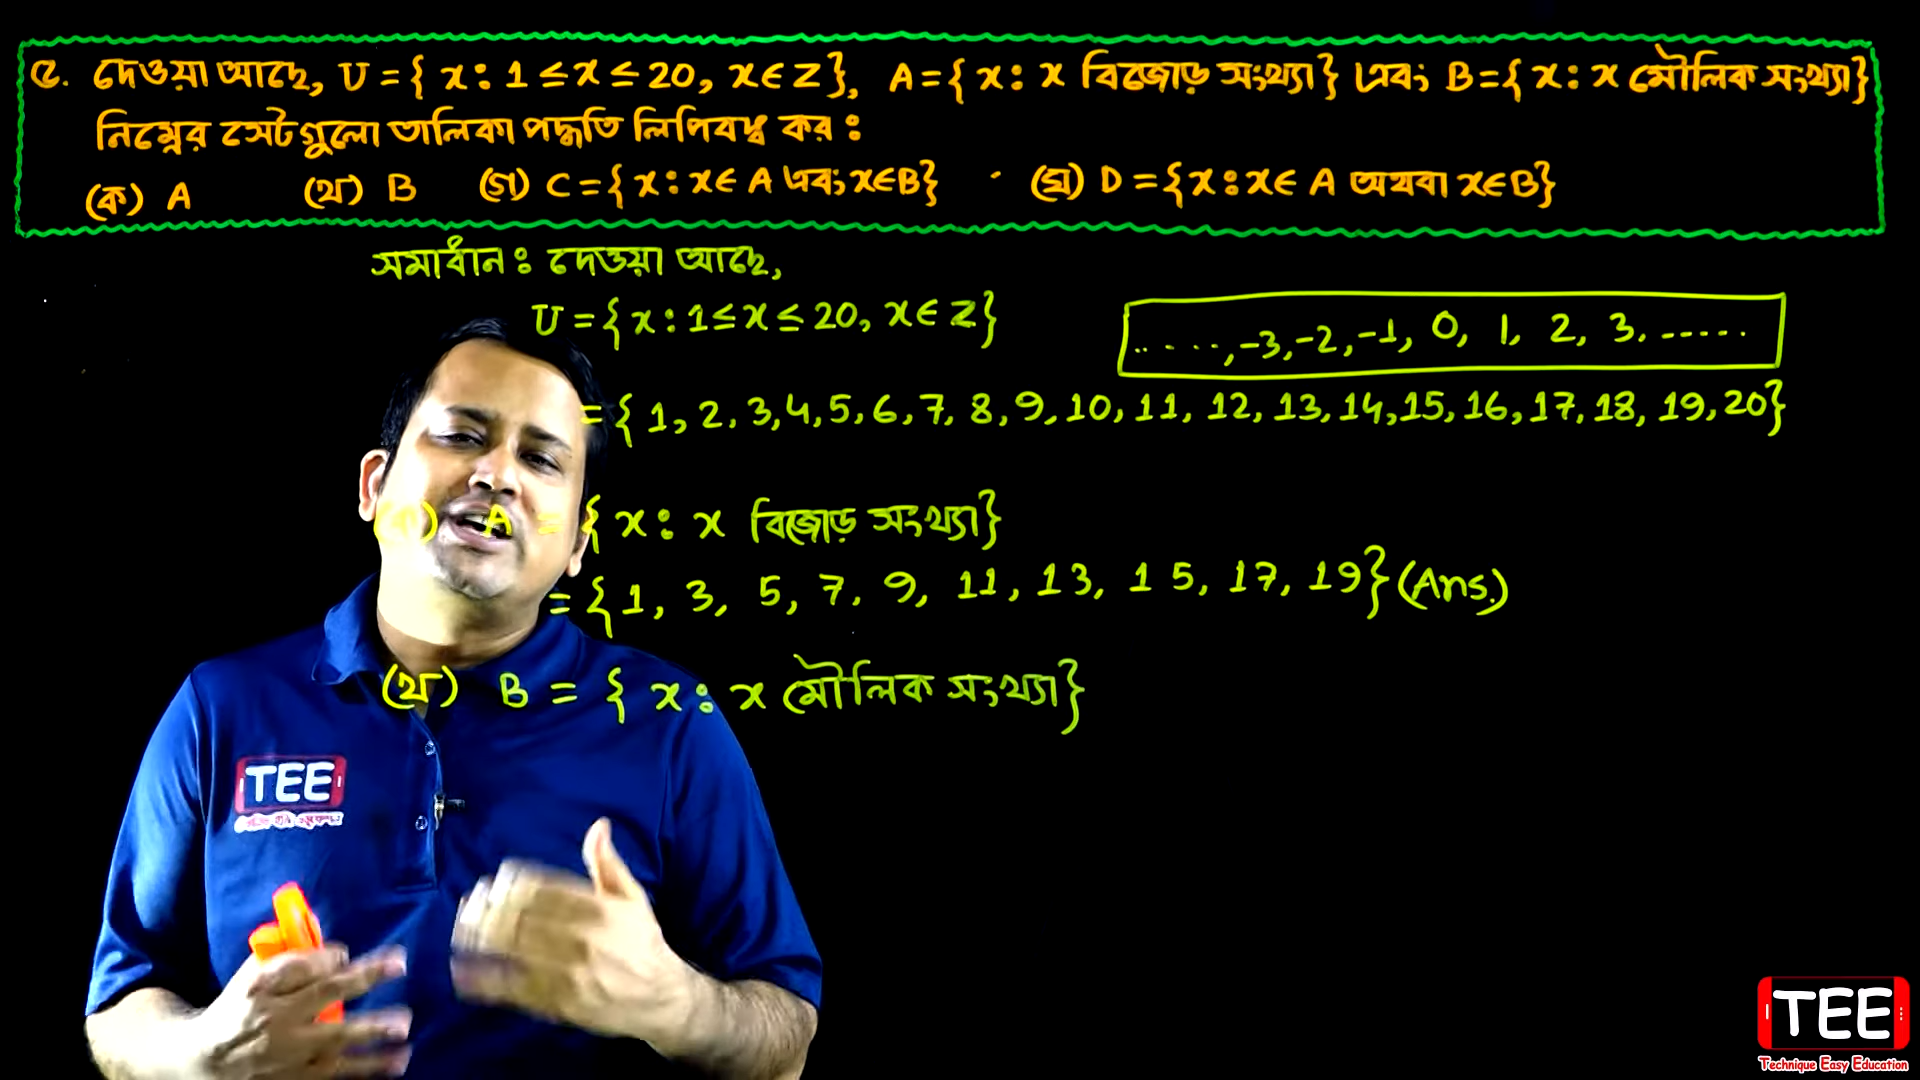 ৫. দেওয়া আছে, U = { x : 1 ≤ x ≤ 20, x ∈ Z }, A = { x : x বিজোড় সংখ্যা } এবং B = { x : x মৌলিক সংখ্যা }
নিম্নের সেটগুলো তালিকা পদ্ধতি লিপিবদ্ধ কর :
(ক) A (খ) B (গ) C = { x : x ∈ A এবং x ∈ B } (ঘ) D = { x : x ∈ A অথবা x ∈ B }
সমাধান : দেওয়া আছে,
U = { x : 1 ≤ x ≤ 20, x ∈ Z }
....., -3, -2, -1, 0, 1, 2, 3, .....
= { 1, 2, 3, 4, 5, 6, 7, 8, 9, 10, 11, 12, 13, 14, 15, 16, 17, 18, 19, 20 }
(ক) A = { x : x বিজোড় সংখ্যা }
= { 1, 3, 5, 7, 9, 11, 13, 15, 17, 19 } (Ans.)
(খ) B = { x : x মৌলিক সংখ্যা }
TEE
TEE
Technique Easy Education